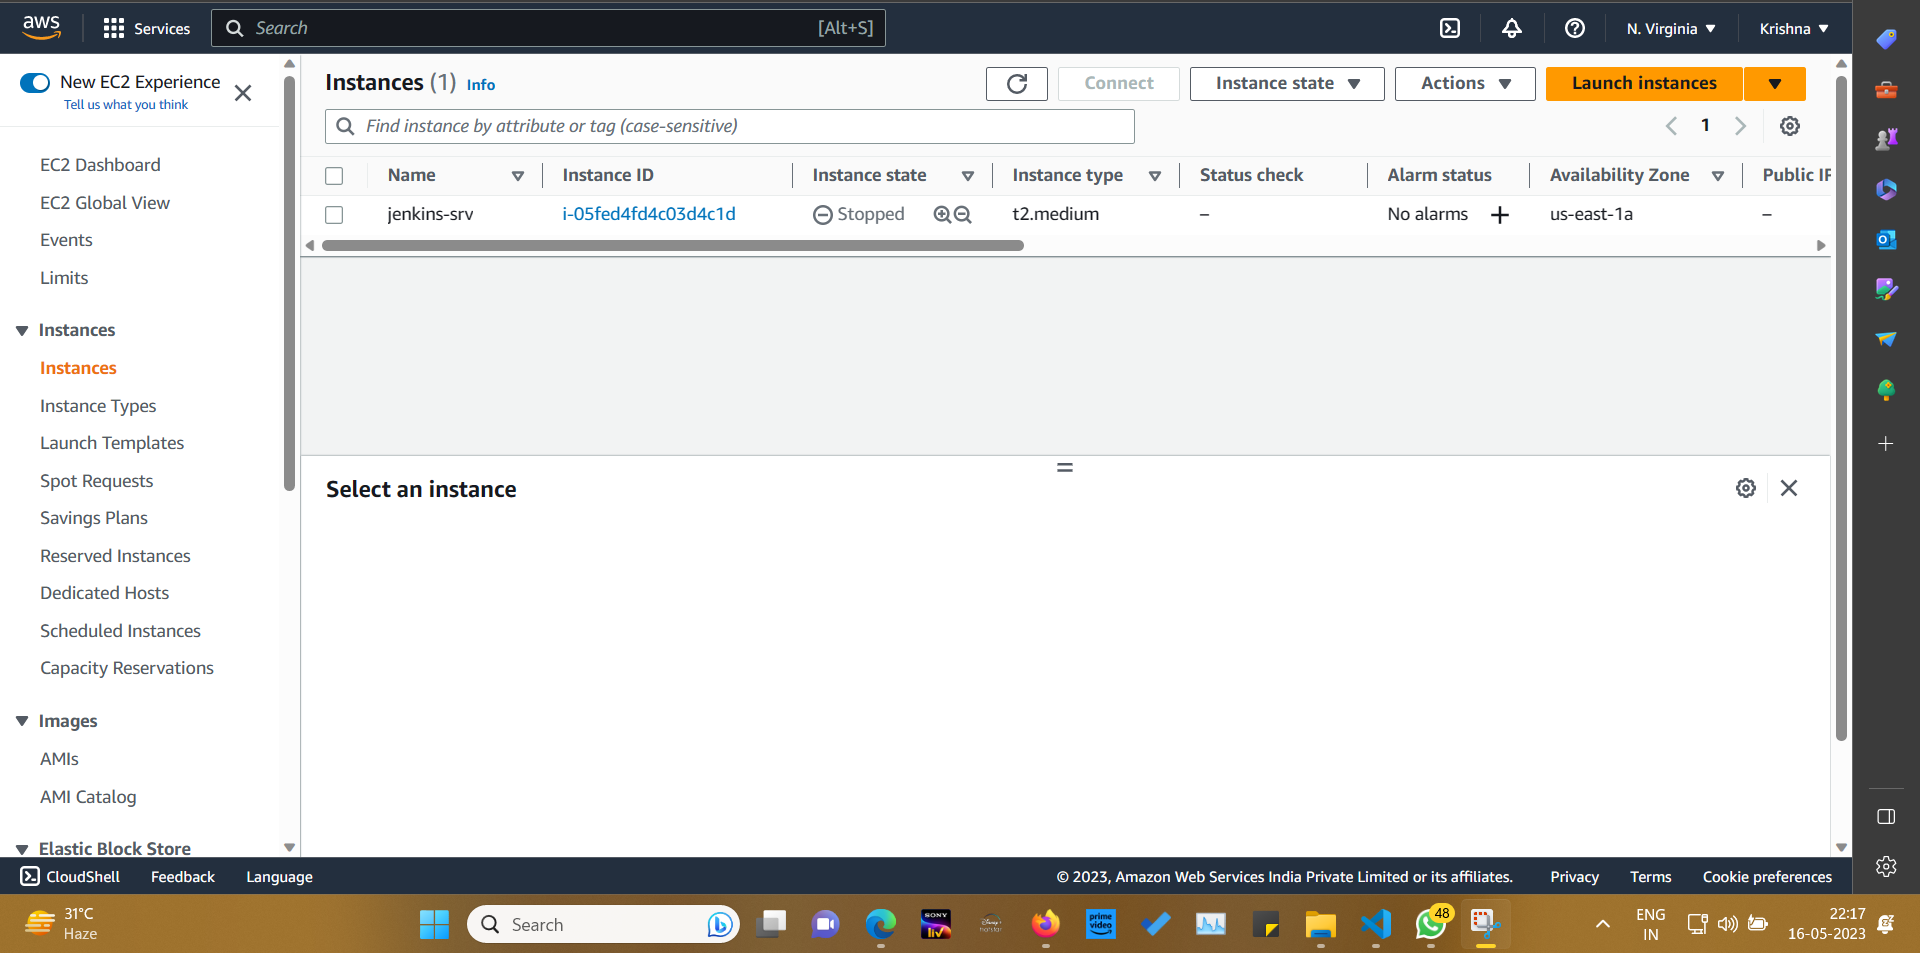 aws
Services
Search
[Alt+S]
N. Virginia
Krishna
New EC2 Experience
Tell us what you think
EC2 Dashboard
EC2 Global View
Events
Limits
Instances
Instances
Instance Types
Launch Templates
Spot Requests
Savings Plans
Reserved Instances
Dedicated Hosts
Scheduled Instances
Capacity Reservations
Images
AMIs
AMI Catalog
Elastic Block Store
Instances (1) Info
Connect
Instance state
Actions
Launch instances
Find instance by attribute or tag (case-sensitive)
1
Name
Instance ID
Instance state
Instance type
Status check
Alarm status
Availability Zone
Public IP
jenkins-srv
i-05fed4fd4c03d4c1d
Stopped
t2.medium
–
No alarms
us-east-1a
–
Select an instance
CloudShell
Feedback
Language
© 2023, Amazon Web Services India Private Limited or its affiliates.
Privacy
Terms
Cookie preferences
31°C
Haze
Search
SONY
liv
prime
video
48
ENG
IN
22:17
16-05-2023